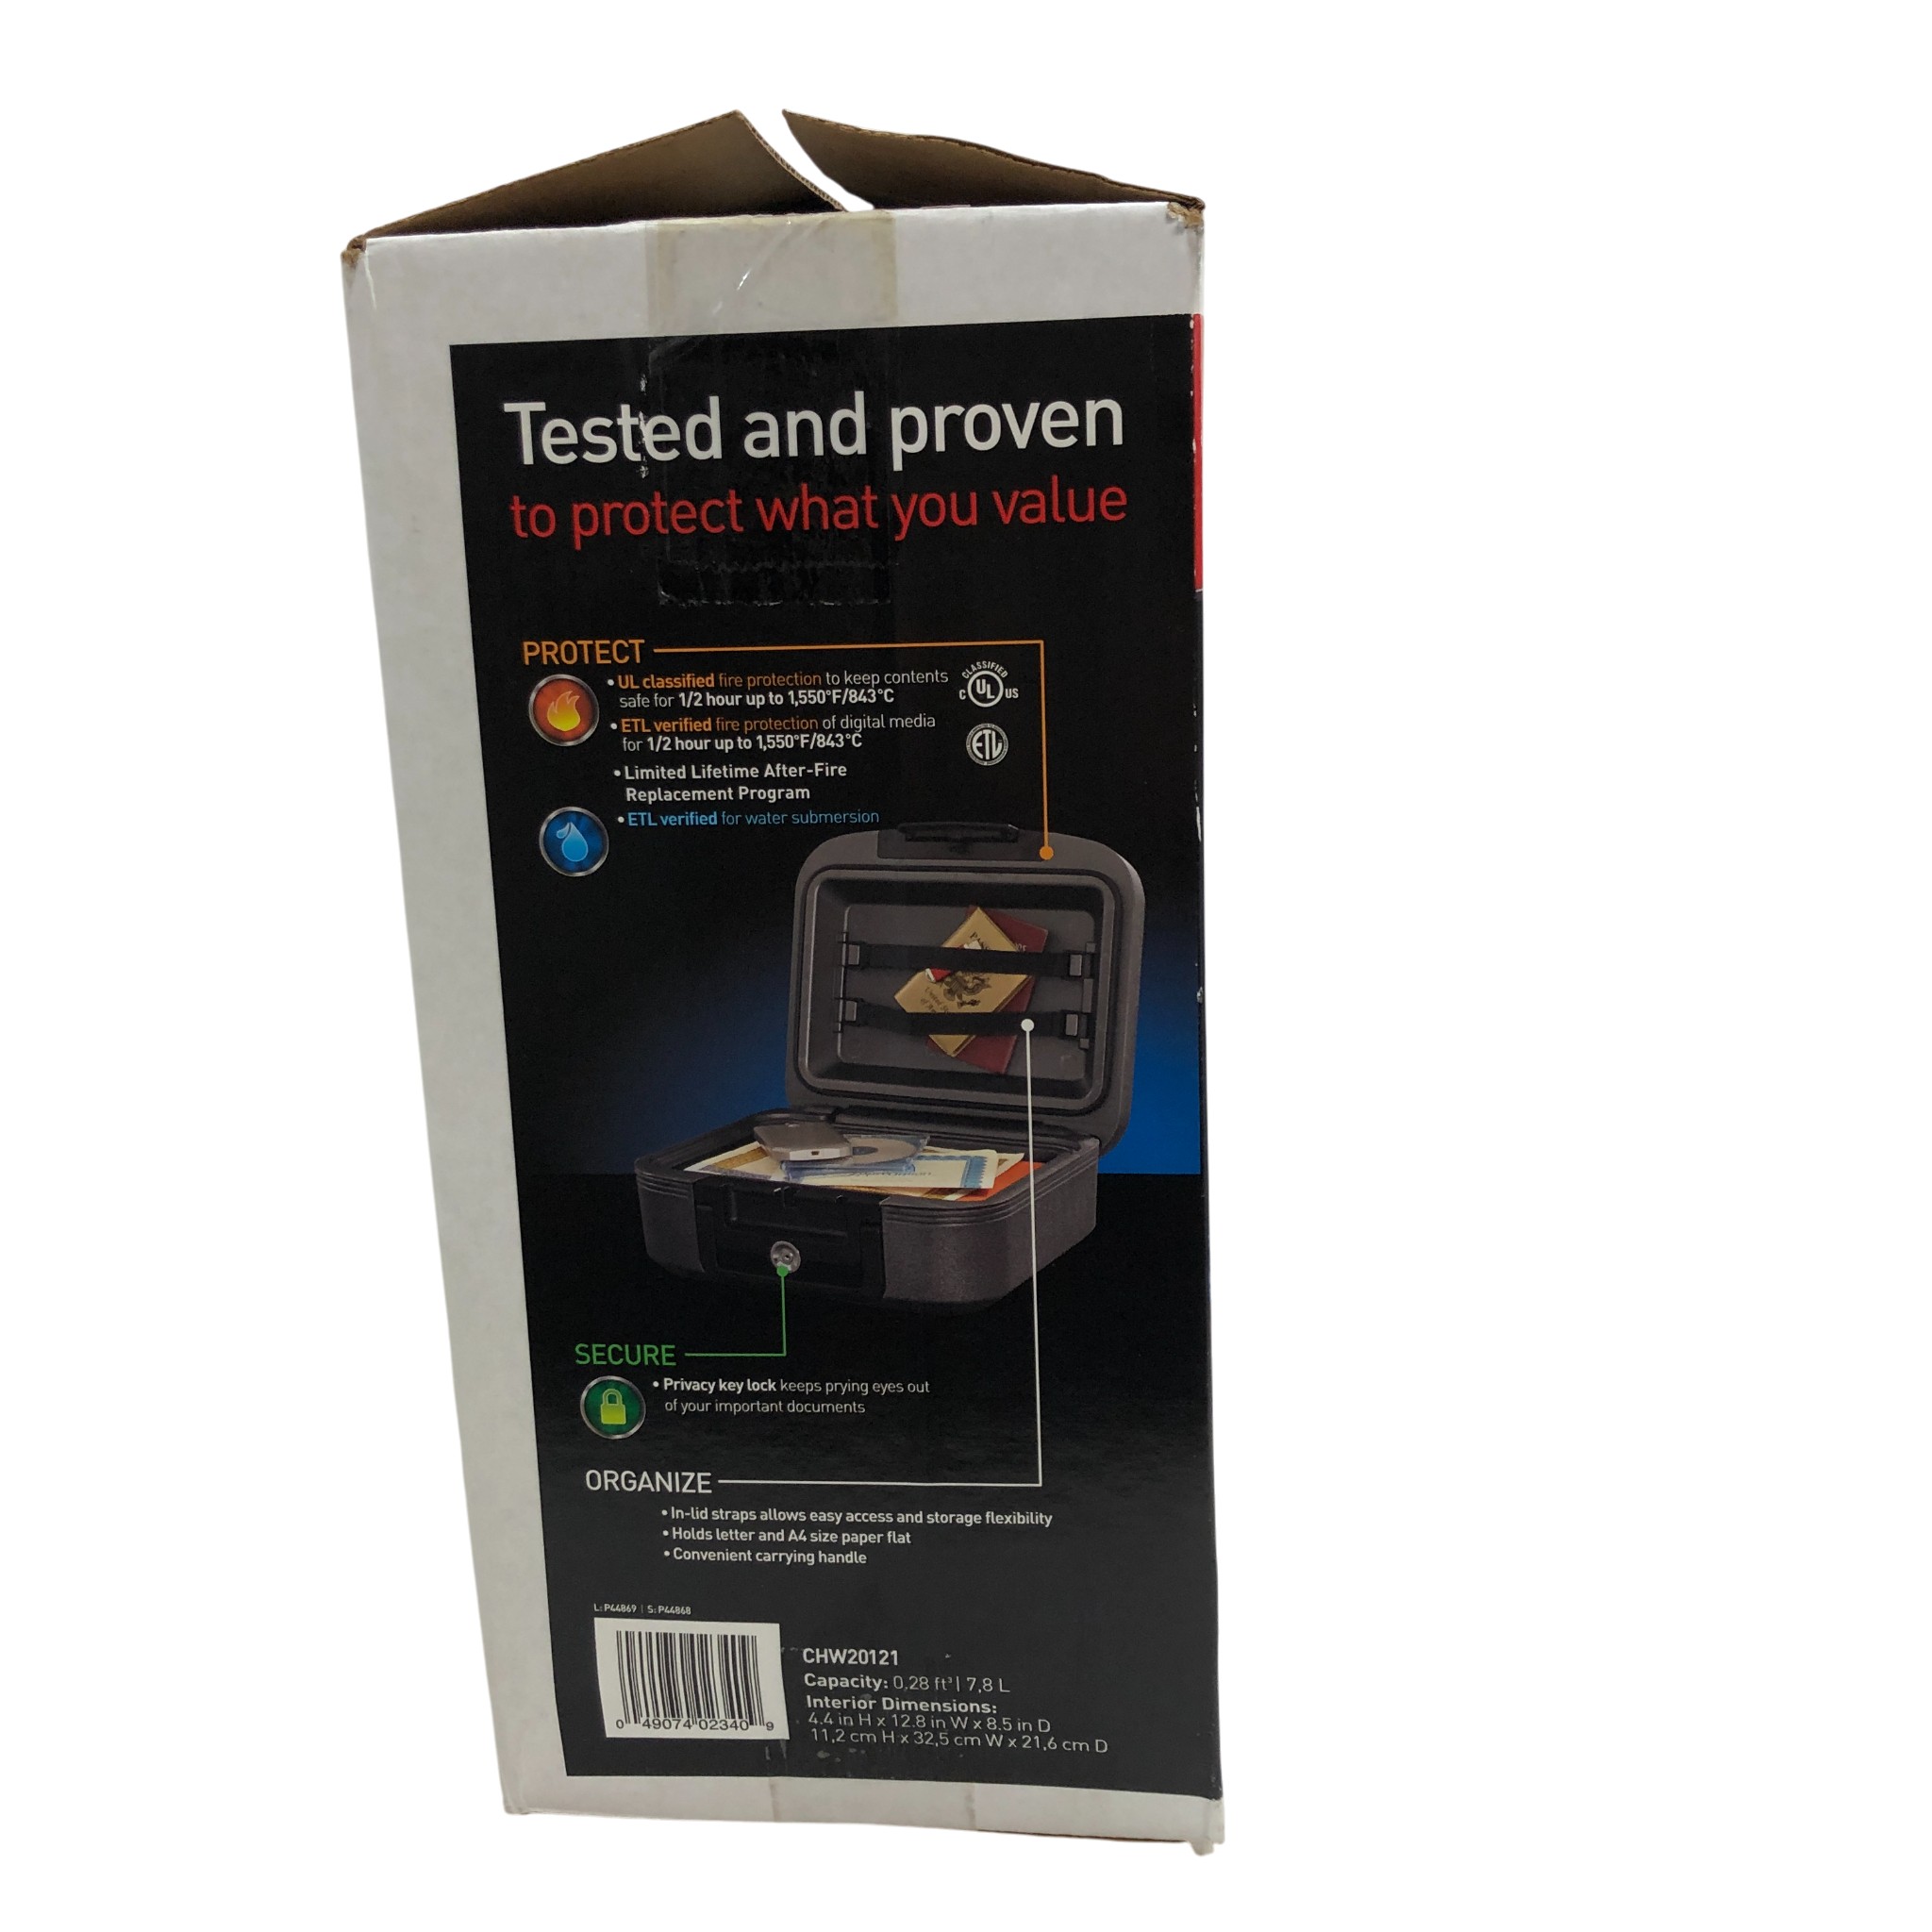 Tested and proven
to protect what you value
PROTECT
• UL classified fire protection to keep contents
safe for 1/2 hour up to 1,550°F/843°C
• ETL verified fire protection of digital media
for 1/2 hour up to 1,550°F/843°C
• Limited Lifetime After-Fire
Replacement Program
• ETL verified for water submersion
CLASSIFIED
C UL US
ETL
SECURE
• Privacy key lock keeps prying eyes out
of your important documents
ORGANIZE
• In-lid straps allows easy access and storage flexibility
• Holds letter and A4 size paper flat
• Convenient carrying handle
L: P44869 | S: P44868
0 49074 02340 9
CHW20121
Capacity: 0,28 ft³ | 7,8 L
Interior Dimensions:
4.4 in H x 12.8 in W x 8.5 in D
11,2 cm H x 32,5 cm W x 21,6 cm D